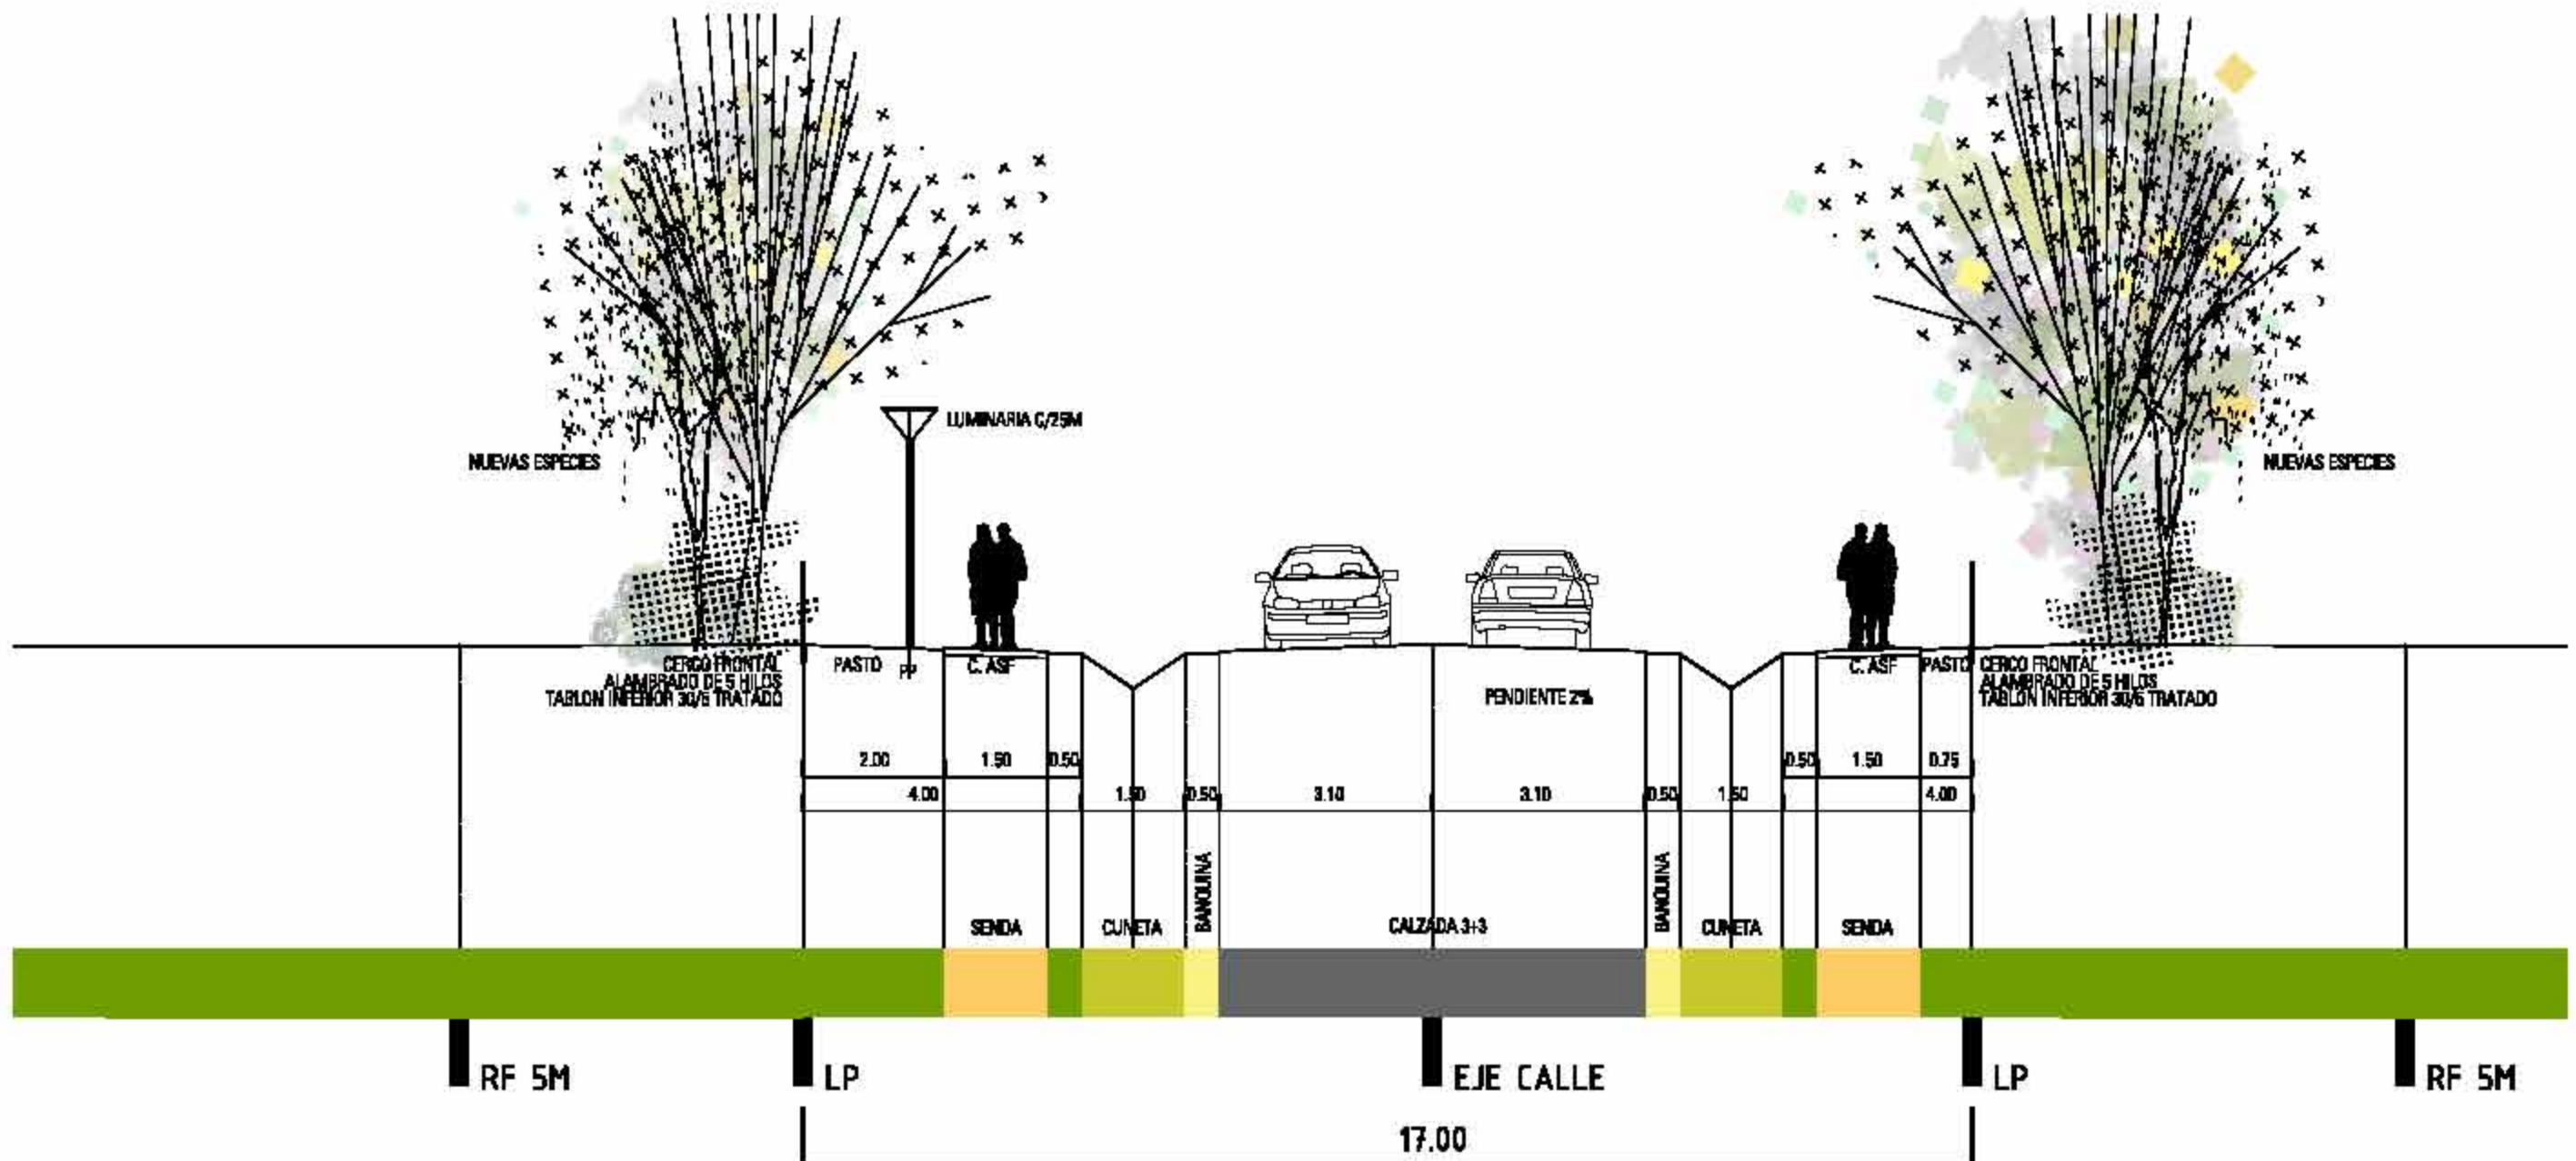 LUMINARIA C/25M
NUEVAS ESPECIES
NUEVAS ESPECIES
CERCO FRONTAL
ALAMBRADO DE 5 HILOS
TABLON INFERIOR 30/5 TRATADO
PASTO
PP
C. ASF
PENDIENTE 2%
C. ASF
PASTO
CERCO FRONTAL
ALAMBRADO DE 5 HILOS
TABLON INFERIOR 30/5 TRATADO
2.00
1.50
0.50
0.50
1.50
0.75
4.00
1.50
0.50
3.10
3.10
0.50
1.50
4.00
SENDA
CUNETA
BANQUINA
CALZADA 3+3
BANQUINA
CUNETA
SENDA
RF 5M
LP
EJE CALLE
LP
RF 5M
17.00